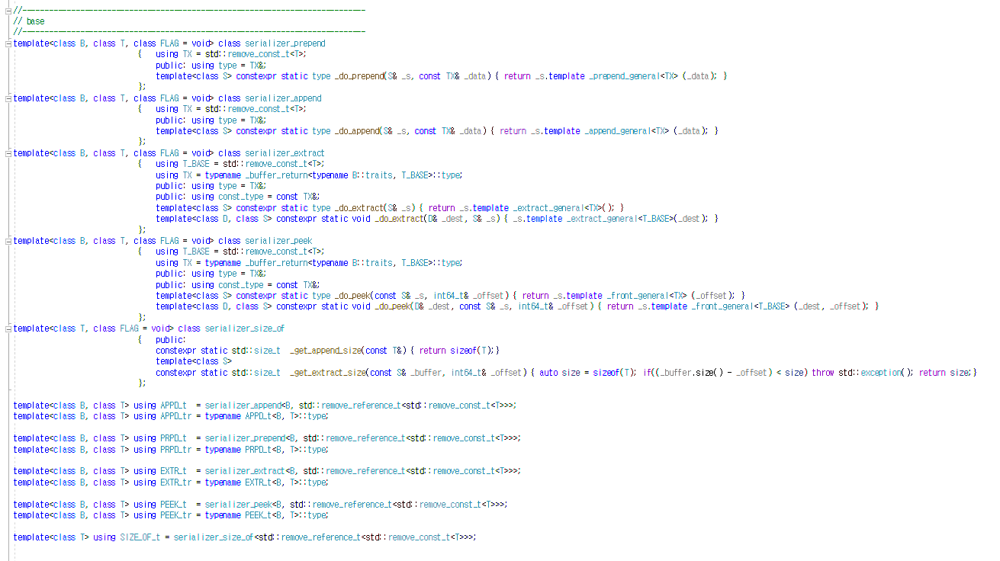 //------------------------------------------------------------------------------
// base
//------------------------------------------------------------------------------
template<class B, class T, class FLAG = void> class serializer_prepend
{ using TX = std::remove_const_t<T>;
public: using type = TX&;
template<class S> constexpr static type _do_prepend(S& _s, const TX& _data) { return _s.template _prepend_general<TX> (_data); }
};
template<class B, class T, class FLAG = void> class serializer_append
{ using TX = std::remove_const_t<T>;
public: using type = TX&;
template<class S> constexpr static type _do_append(S& _s, const TX& _data) { return _s.template _append_general<TX> (_data); }
};
template<class B, class T, class FLAG = void> class serializer_extract
{ using T_BASE = std::remove_const_t<T>;
using TX = typename _buffer_return<typename B::traits, T_BASE>::type;
public: using type = TX&;
public: using const_type = const TX&;
template<class S> constexpr static type _do_extract(S& _s) { return _s.template _extract_general<TX>(); }
template<class D, class S> constexpr static void _do_extract(D& _dest, S& _s) { _s.template _extract_general<T_BASE>(_dest); }
};
template<class B, class T, class FLAG = void> class serializer_peek
{ using T_BASE = std::remove_const_t<T>;
using TX = typename _buffer_return<typename B::traits, T_BASE>::type;
public: using type = TX&;
public: using const_type = const TX&;
template<class S> constexpr static type _do_peek(const S& _s, int64_t& _offset) { return _s.template _front_general<TX> (_offset); }
template<class D, class S> constexpr static void _do_peek(D& _dest, const S& _s, int64_t& _offset) { return _s.template _front_general<T_BASE> (_dest, _offset); }
};
template<class T, class FLAG = void> class serializer_size_of
{ public:
constexpr static std::size_t _get_append_size(const T&) { return sizeof(T);}
template<class S>
constexpr static std::size_t _get_extract_size(const S& _buffer, int64_t& _offset) { auto size = sizeof(T); if((_buffer.size() - _offset) < size) throw std::exception(); return size;}
};
template<class B, class T> using APPD_t = serializer_append<B, std::remove_reference_t<std::remove_const_t<T>>>;
template<class B, class T> using APPD_tr = typename APPD_t<B, T>::type;
template<class B, class T> using PRPD_t = serializer_prepend<B, std::remove_reference_t<std::remove_const_t<T>>>;
template<class B, class T> using PRPD_tr = typename PRPD_t<B, T>::type;
template<class B, class T> using EXTR_t = serializer_extract<B, std::remove_reference_t<std::remove_const_t<T>>>;
template<class B, class T> using EXTR_tr = typename EXTR_t<B, T>::type;
template<class B, class T> using PEEK_t = serializer_peek<B, std::remove_reference_t<std::remove_const_t<T>>>;
template<class B, class T> using PEEK_tr = typename PEEK_t<B, T>::type;
template<class T> using SIZE_OF_t = serializer_size_of<std::remove_reference_t<std::remove_const_t<T>>>;